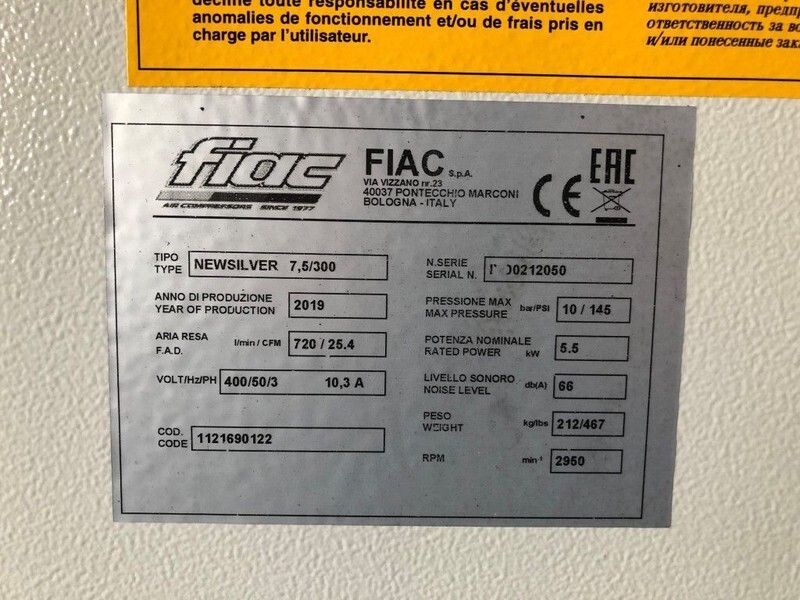 décline toute responsabilité en cas d'éventuelles
anomalies de fonctionnement et/ou de frais pris en
charge par l'utilisateur.
изготовителя,
ответственность за
и/или понесенные
fiac
AIR COMPRESSORS SINCE 1977
FIAC S.p.A.
VIA VIZZANO nr.23
40037 PONTECCHIO MARCONI
BOLOGNA - ITALY
CE
EAC
TIPO
TYPE NEWSILVER 7,5/300
ANNO DI PRODUZIONE
YEAR OF PRODUCTION 2019
ARIA RESA
F.A.D. l/min / CFM 720 / 25.4
VOLT/Hz/PH 400/50/3 10,3 A
COD.
CODE 1121690122
N.SERIE
SERIAL N. 00212050
PRESSIONE MAX
MAX PRESSURE bar/PSI 10 / 145
POTENZA NOMINALE
RATED POWER kW 5.5
LIVELLO SONORO
NOISE LEVEL db(A) 66
PESO
WEIGHT kg/lbs 212/467
RPM min-¹ 2950